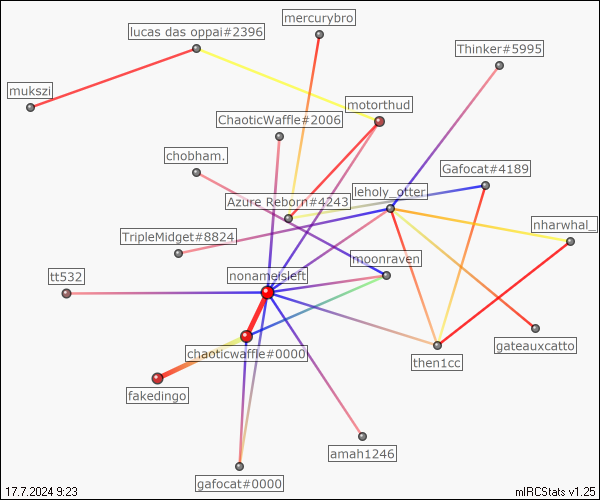 mercurybro
lucas das oppai#2396
Thinker#5995
mukszi
motorthud
ChaoticWaffle#2006
chobham.
Gafocat#4189
leholy_otter
Azure Reborn#4243
nharwhal_
TripleMidget#8824
moonraven
nonameisleft
tt532
chaoticwaffle#0000
gateauxcatto
then1cc
fakedingo
amah1246
gafocat#0000
17.7.2024 9:23
mIRCStats v1.25